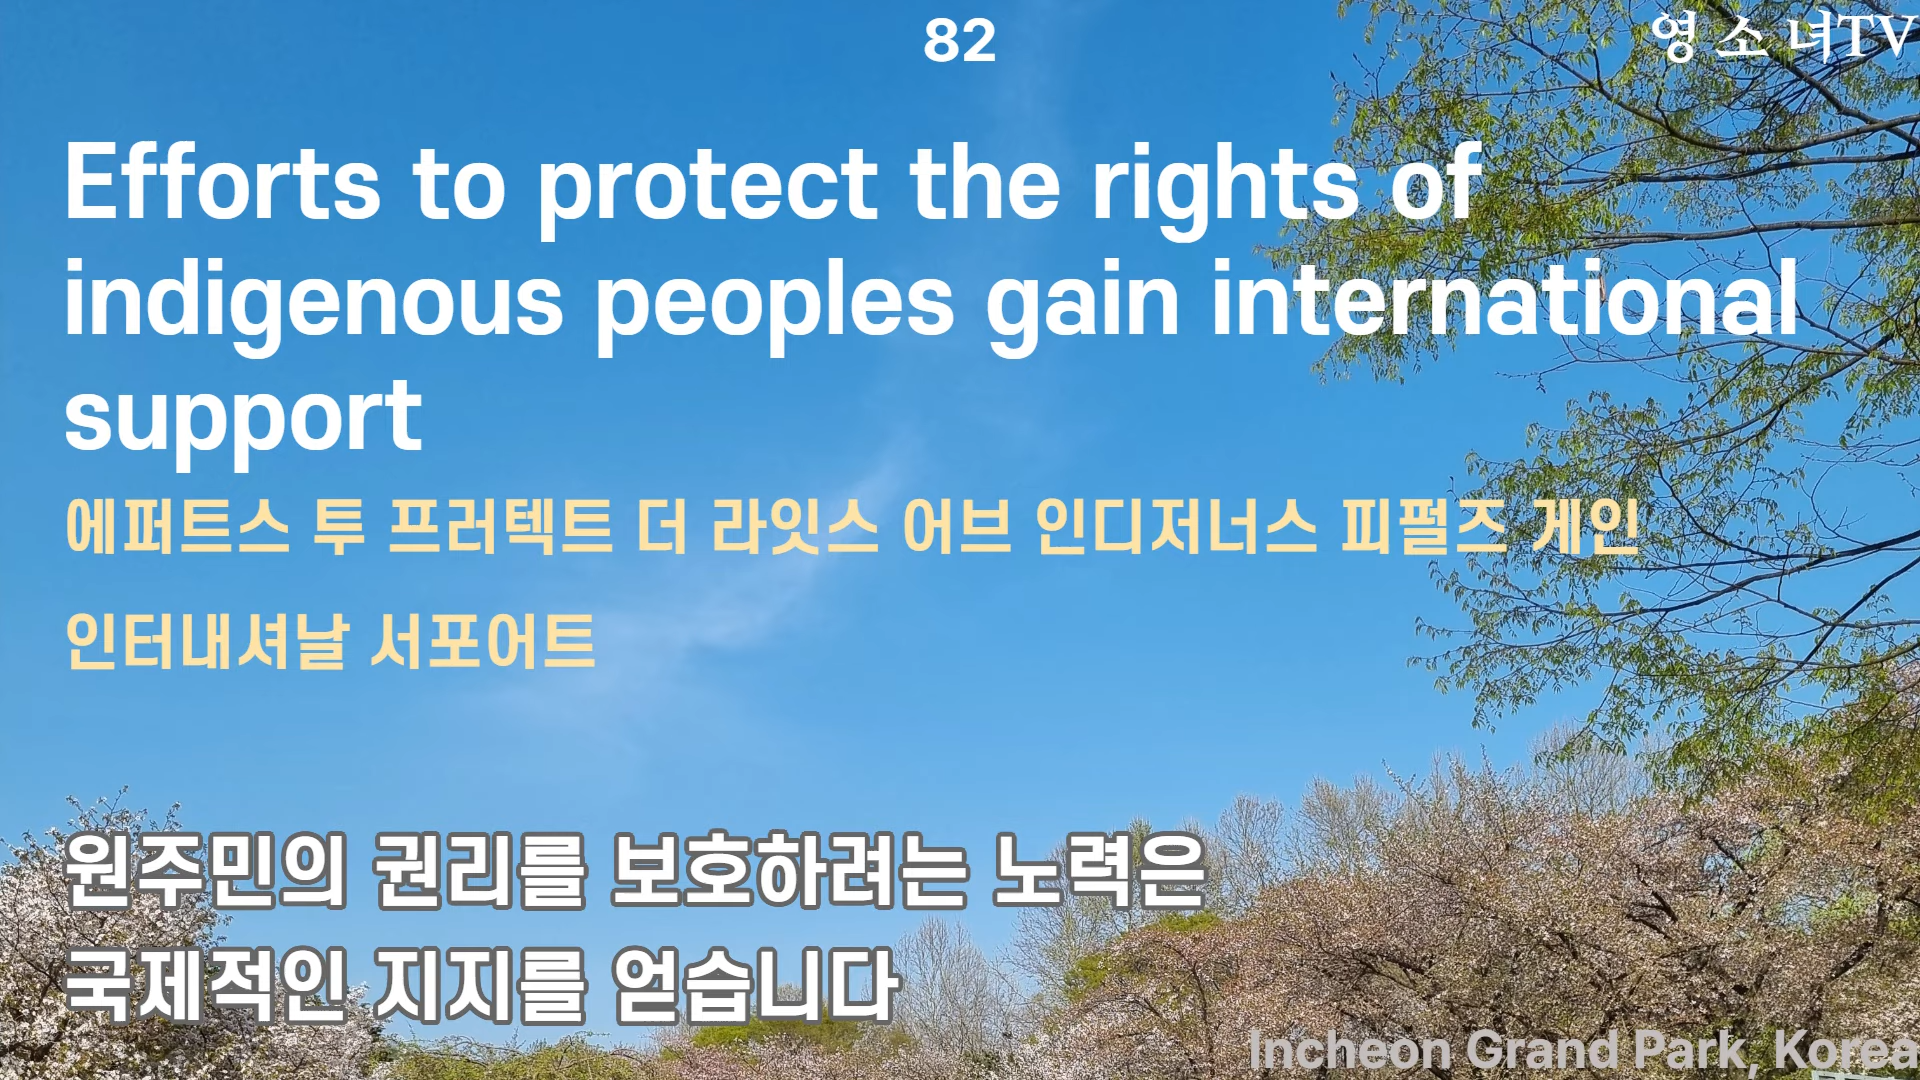 82
영소녀TV
Efforts to protect the rights of
indigenous peoples gain international
support
에퍼트스 투 프러텍트 더 라잇스 어브 인디저너스 피펄즈 게인
인터내셔날 서포어트
원주민의 권리를 보호하려는 노력은
국제적인 지지를 얻습니다
Incheon Grand Park, Korea